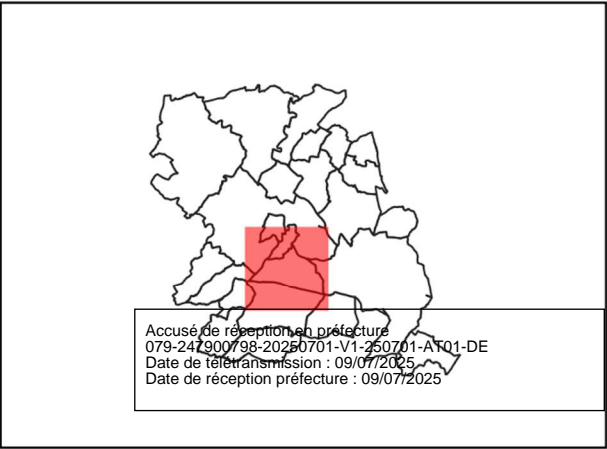 Accusé de réception en préfecture
079-247900798-20250701-V1-250701-AT01-DE
Date de télétransmission : 09/07/2025
Date de réception préfecture : 09/07/2025